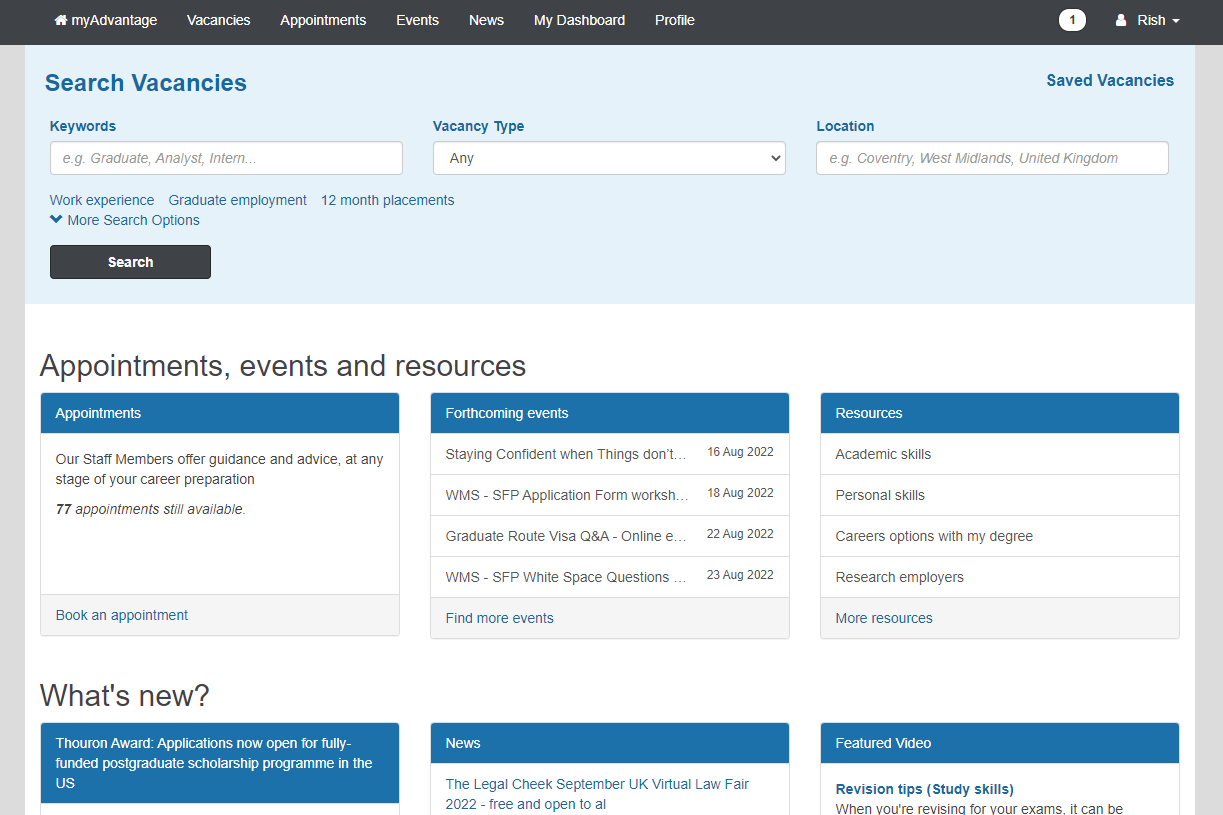 myAdvantage Vacancies Appointments Events News My Dashboard Profile 1 Rish
Search Vacancies
Saved Vacancies
Keywords
Vacancy Type
Location
e.g. Graduate, Analyst, Intern...
Any
e.g. Coventry, West Midlands, United Kingdom
Work experience Graduate employment 12 month placements
More Search Options
Search
Appointments, events and resources
Appointments
Our Staff Members offer guidance and advice, at any
stage of your career preparation
77 appointments still available.
Book an appointment
Forthcoming events
Staying Confident when Things don't... 16 Aug 2022
WMS - SFP Application Form worksh... 18 Aug 2022
Graduate Route Visa Q&A - Online e... 22 Aug 2022
WMS - SFP White Space Questions ... 23 Aug 2022
Find more events
Resources
Academic skills
Personal skills
Careers options with my degree
Research employers
More resources
What's new?
Thouron Award: Applications now open for fully-
funded postgraduate scholarship programme in the
US
News
The Legal Cheek September UK Virtual Law Fair
2022 - free and open to al
Featured Video
Revision tips (Study skills)
When you're revising for your exams, it can be